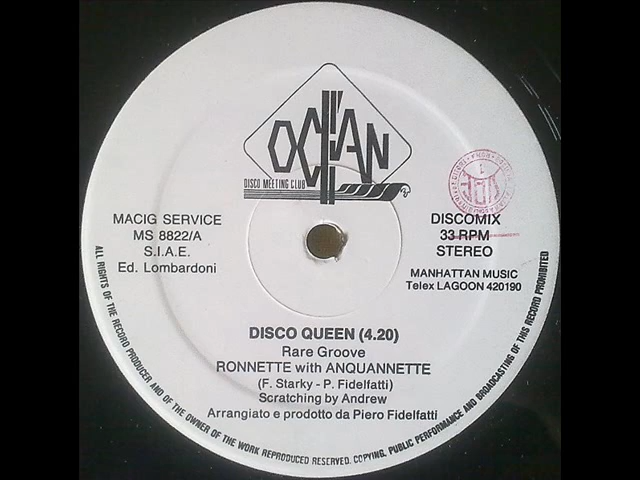 OCEAN
DISCO MEETING CLUB
MACIG SERVICE
MS 8822/A
S.I.A.E.
Ed. Lombardoni
DISCOMIX
33 RPM
STEREO
MANHATTAN MUSIC
Telex LAGOON 420190
DISCO QUEEN (4.20)
Rare Groove
RONNETTE with ANQUANNETTE
(F. Starky - P. Fidelfatti)
Scratching by Andrew
Arrangiato e prodotto da Piero Fidelfatti
ALL RIGHTS OF THE RECORD PRODUCER AND OF THE OWNER OF THE WORK REPRODUCED RESERVED. COPYING, PUBLIC PERFORMANCE AND BROADCASTING OF THIS RECORD PROHIBITED